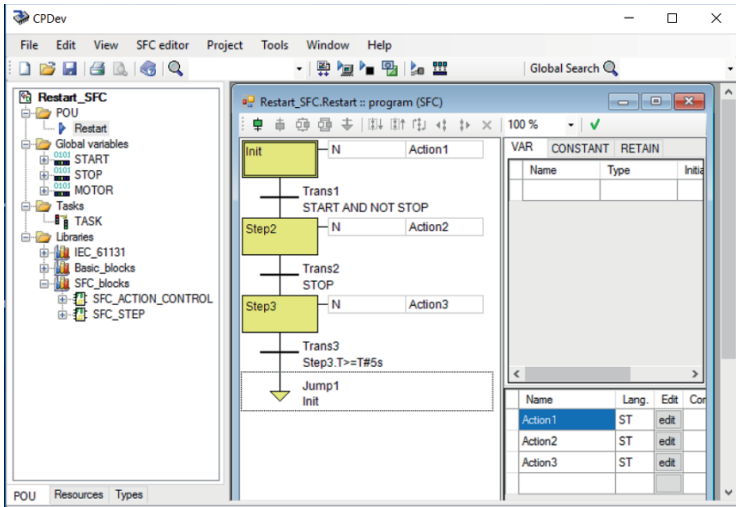 CPDev
File Edit View SFC editor Project Tools Window Help
Global Search
Restart_SFC
POU
Restart
Global variables
START
STOP
MOTOR
Tasks
TASK
Libraries
IEC_61131
Basic_blocks
SFC_blocks
SFC_ACTION_CONTROL
SFC_STEP
POU Resources Types
Restart_SFC.Restart :: program (SFC)
100 %
Init N Action1
Trans1
START AND NOT STOP
Step2 N Action2
Trans2
STOP
Step3 N Action3
Trans3
Step3.T>=T#5s
Jump1
Init
VAR CONSTANT RETAIN
Name Type Initia
Name Lang. Edit Cor
Action1 ST edit
Action2 ST edit
Action3 ST edit